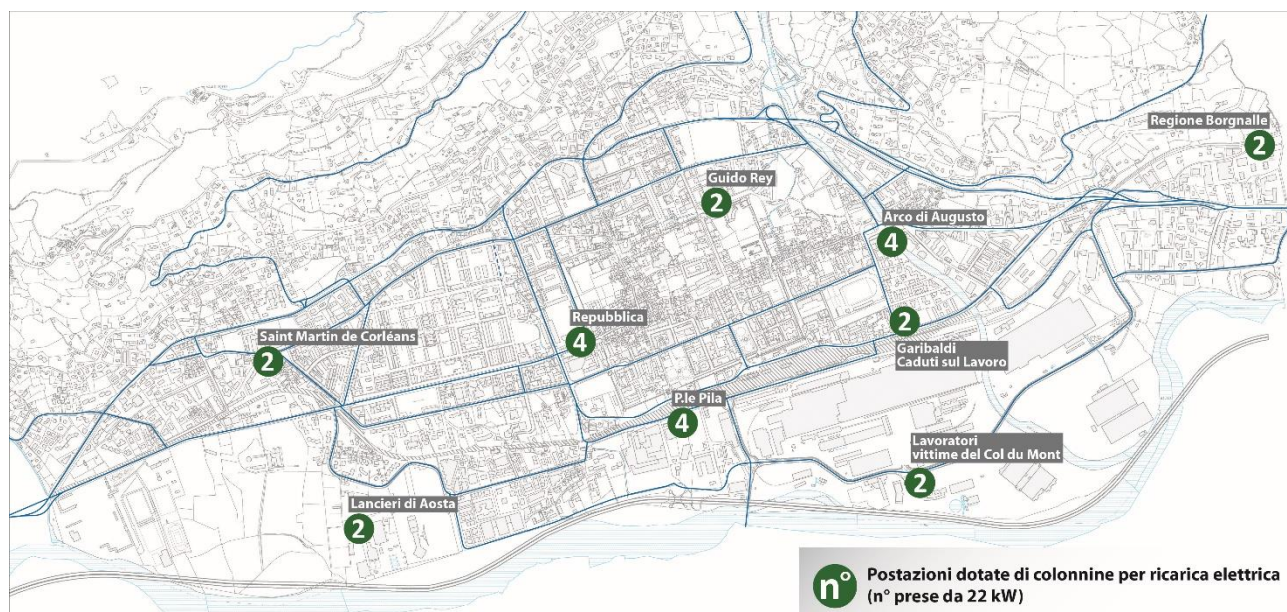 Regione Borgnalle
2
Guido Rey
2
Arco di Augusto
4
Repubblica
4
Saint Martin de Corléans
2
2
Garibaldi
Caduti sul Lavoro
P.le Pila
4
Lavoratori
vittime del Col du Mont
2
Lancieri di Aosta
2
n° Postazioni dotate di colonnine per ricarica elettrica
(n° prese da 22 kW)